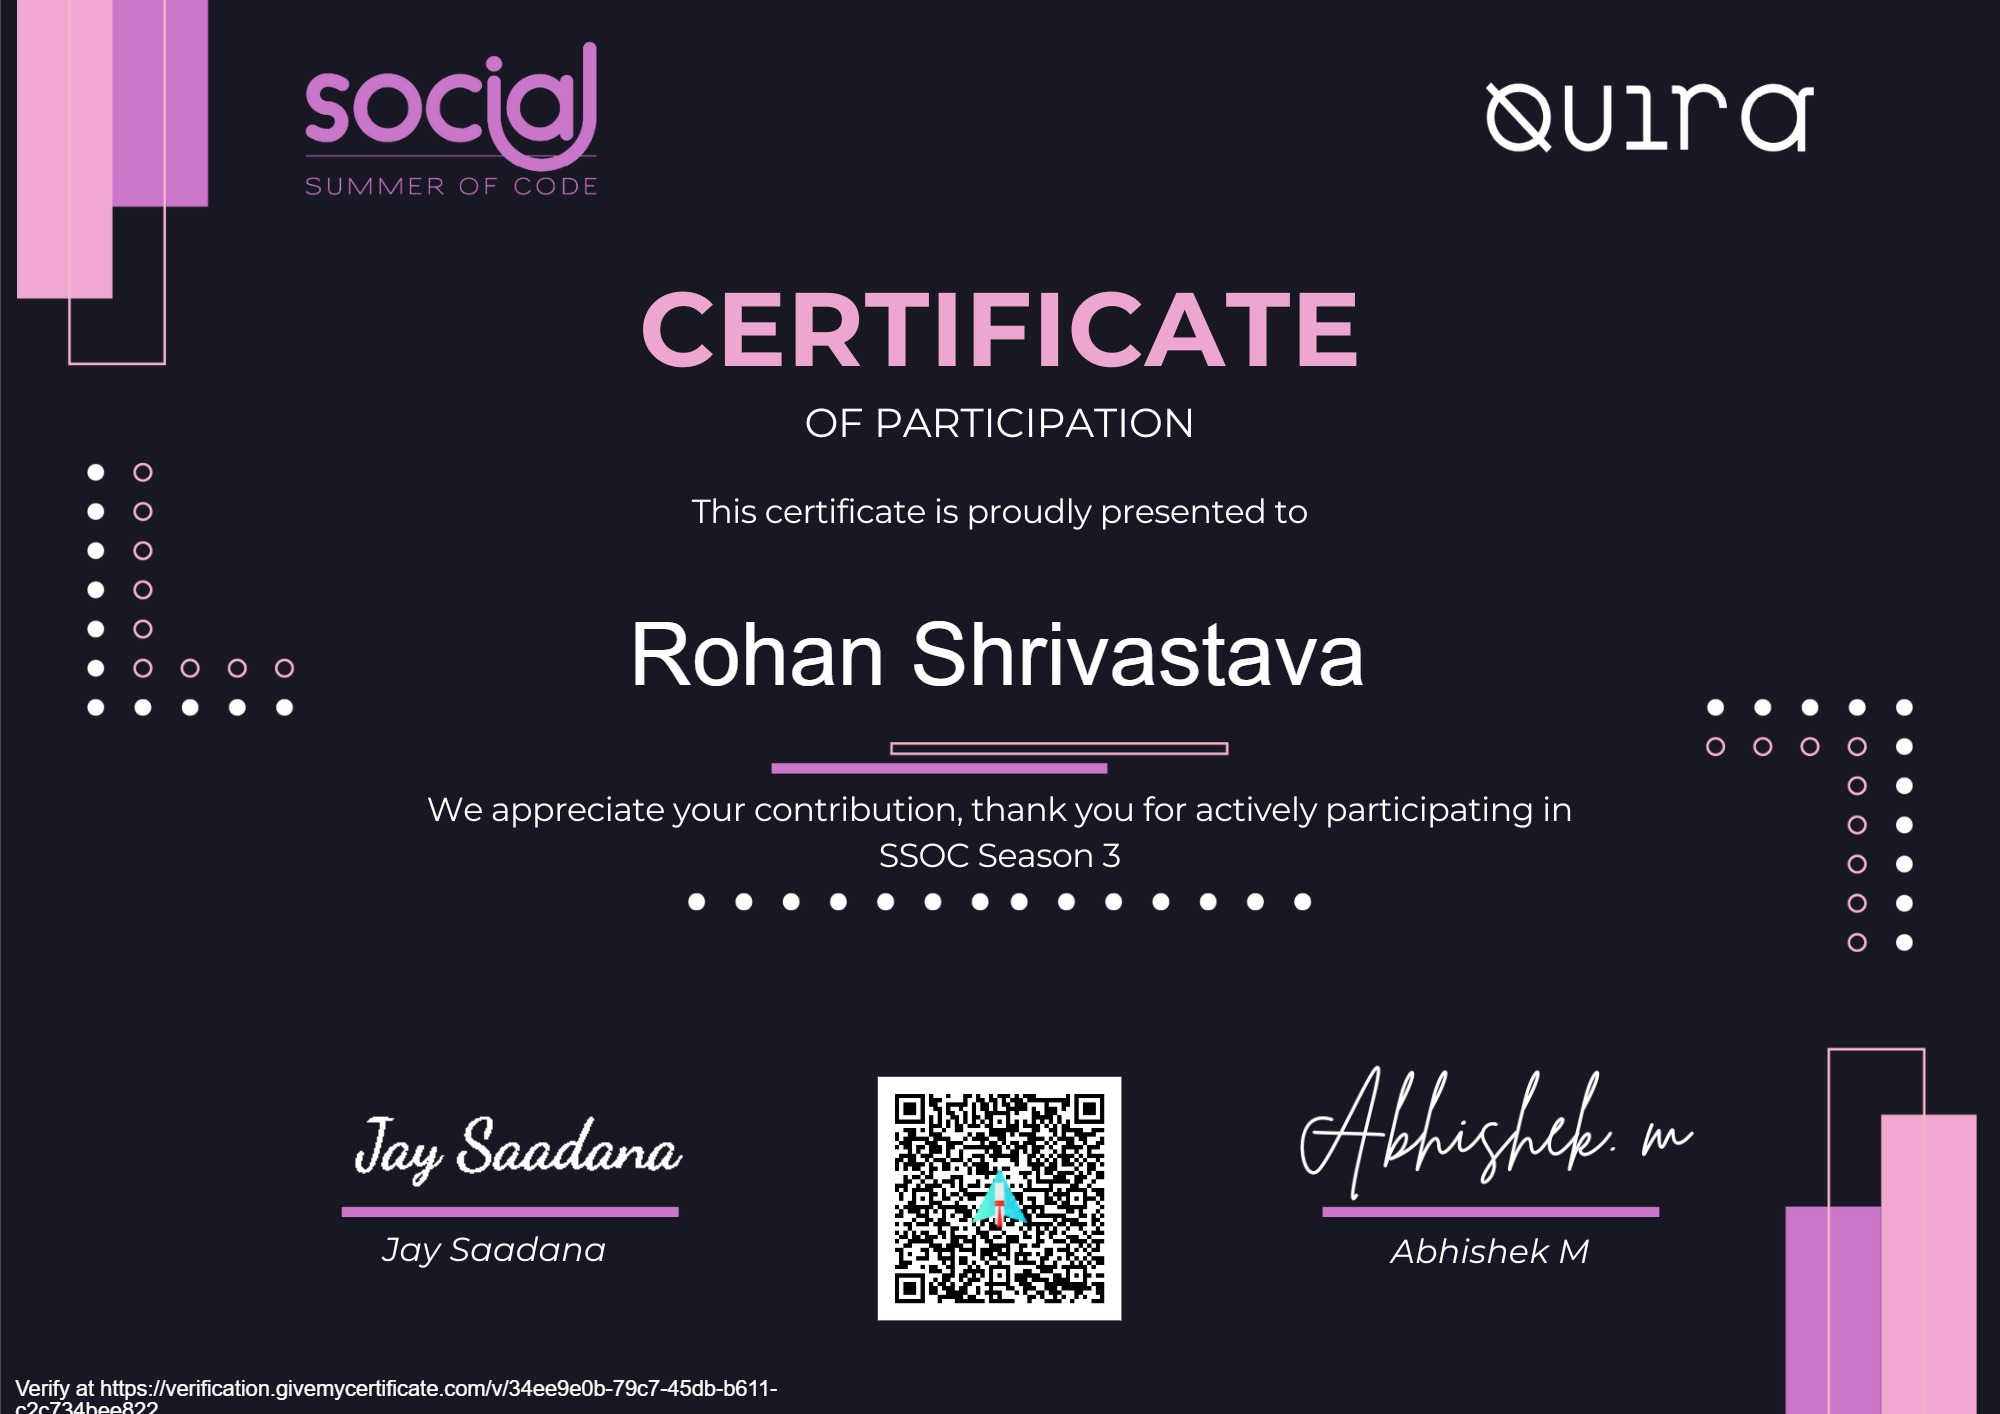 social
SUMMER OF CODE
Quira
CERTIFICATE
OF PARTICIPATION
This certificate is proudly presented to
Rohan Shrivastava
We appreciate your contribution, thank you for actively participating in
SSOC Season 3
Jay Saadana
Abhishek. m
Jay Saadana
Abhishek M
Verify at https://verification.givemycertificate.com/v/34ee9e0b-79c7-45db-b611-
c2c734bee822